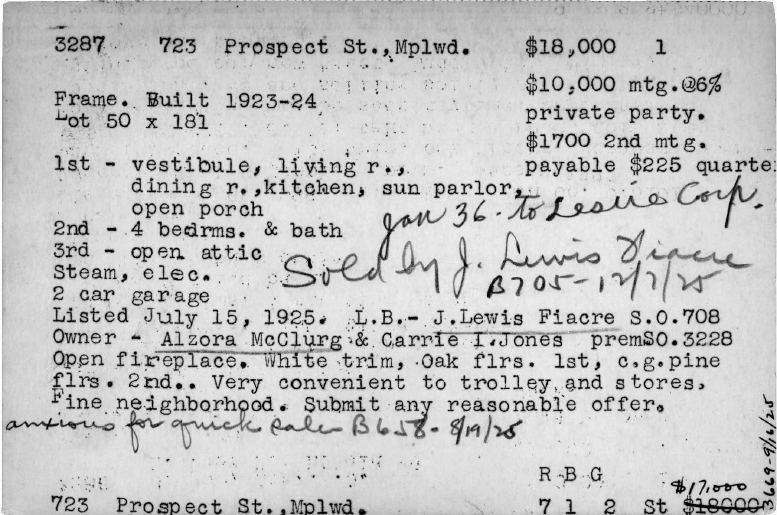 3287 723 Prospect St.,Mplwd. $18,000 1
$10,000 mtg.@6%
Frame. Built 1923-24 private party.
Lot 50 x 181
$1700 2nd mtg.
1st - vestibule, living r., payable $225 quarte
dining r.,kitchen, sun parlor,
open porch Jan 36 - to Leslie Corp.
2nd - 4 bedrms. & bath
3rd - open attic Sold by J. Lewis Fiacre
Steam, elec. B705-12/7/25
2 car garage
Listed July 15, 1925. L.B.- J.Lewis Fiacre S.O.708
Owner - Alzora McClurg & Carrie I.Jones premSO.3228
Open fireplace. White trim, Oak flrs. 1st, c.g.pine
flrs. 2nd.. Very convenient to trolley and stores.
Fine neighborhood. Submit any reasonable offer.
anxious for quick sale B658- 8/19/25
3669-9/16/25
R B G $17,000
723 Prospect St.,Mplwd. 7 1 2 St $18000